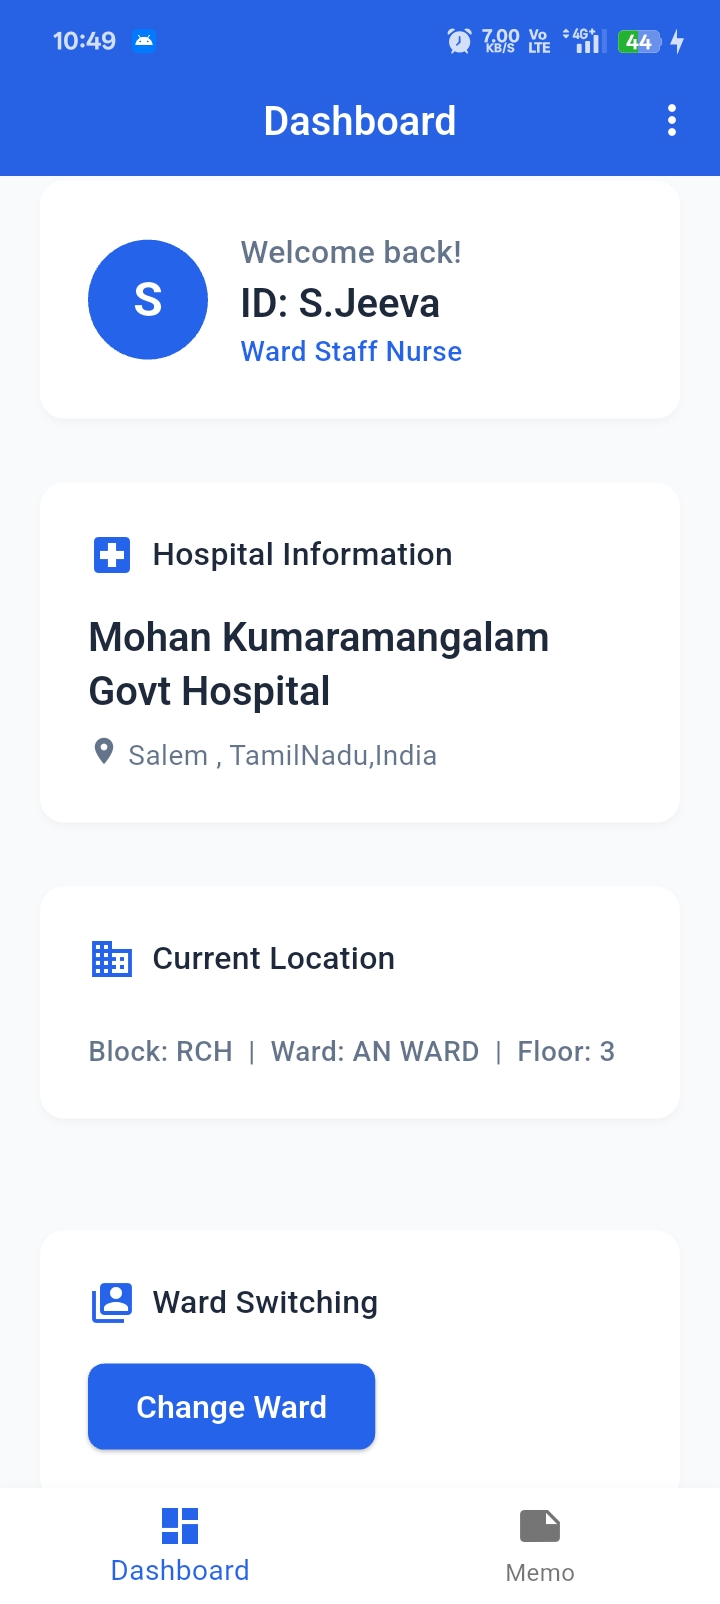 10:49
7.00 KB/S Vo LTE 4G+ 44
Dashboard
S
Welcome back!
ID: S.Jeeva
Ward Staff Nurse
Hospital Information
Mohan Kumaramangalam
Govt Hospital
Salem , TamilNadu,India
Current Location
Block: RCH | Ward: AN WARD | Floor: 3
Ward Switching
Change Ward
Dashboard
Memo